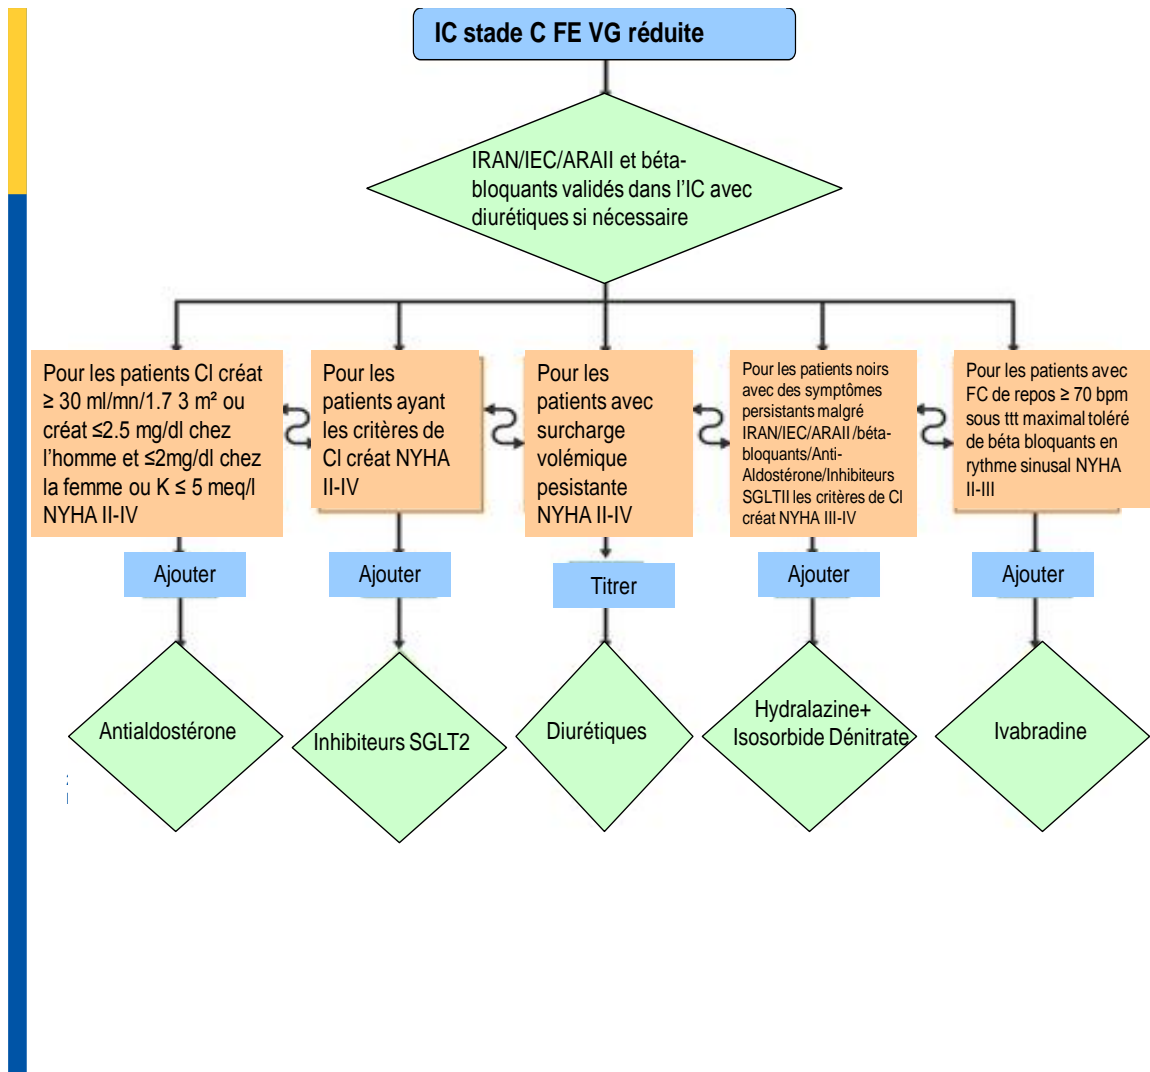 IC stade C FE VG réduite
IRAN/IEC/ARAII et béta-
bloquants validés dans l’IC avec
diurétiques si nécessaire
Pour les patients Cl créat
≥ 30 ml/mn/1.7 3 m² ou
créat ≤2.5 mg/dl chez
l’homme et ≤2mg/dl chez
la femme ou K ≤ 5 meq/l
NYHA II-IV
Pour les
patients ayant
les critères de
Cl créat NYHA
II-IV
Pour les
patients avec
surcharge
volémique
pesistante
NYHA II-IV
Pour les patients noirs
avec des symptômes
persistants malgré
IRAN/IEC/ARAII /béta-
bloquants/Anti-
Aldostérone/Inhibiteurs
SGLTII les critères de Cl
créat NYHA III-IV
Pour les patients avec
FC de repos ≥ 70 bpm
sous ttt maximal toléré
de béta bloquants en
rythme sinusal NYHA
II-III
Ajouter
Ajouter
Titrer
Ajouter
Ajouter
Antialdostérone
Inhibiteurs SGLT2
Diurétiques
Hydralazine+
Isosorbide Dénitrate
Ivabradine